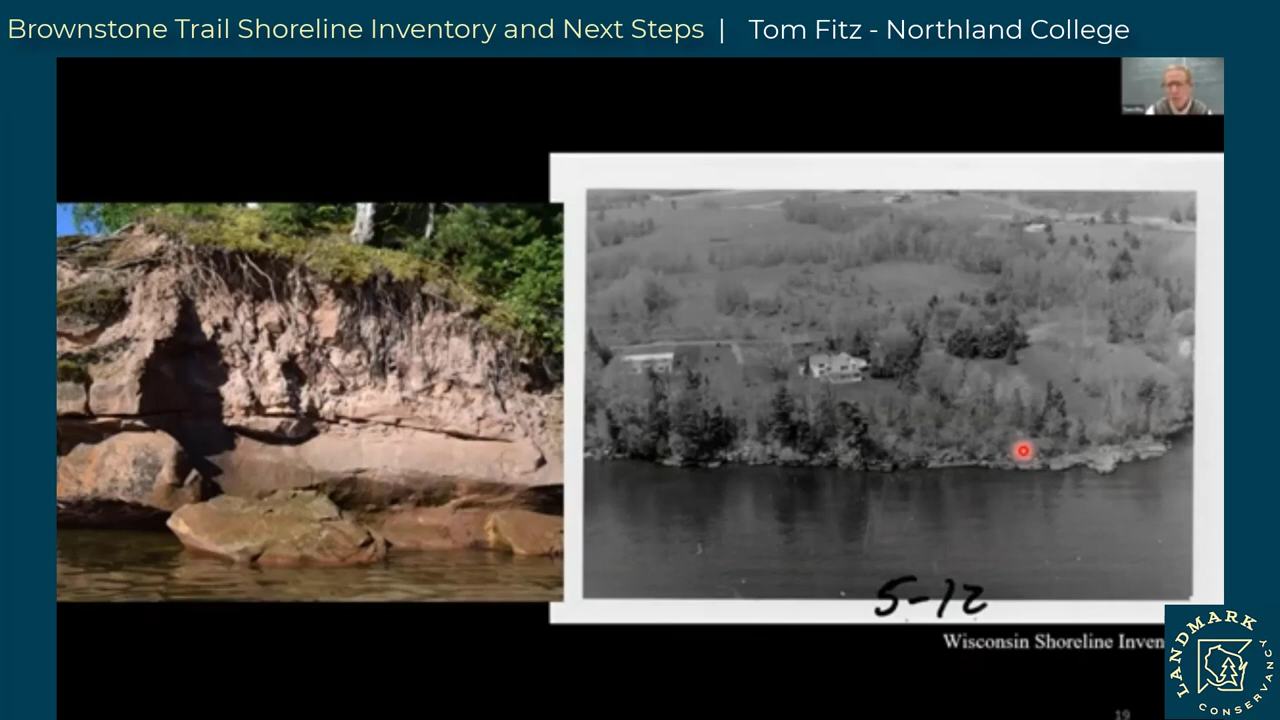 Brownstone Trail Shoreline Inventory and Next Steps | Tom Fitz - Northland College
5-12
Wisconsin Shoreline Inven
19
LANDMARK
CONSERVANCY